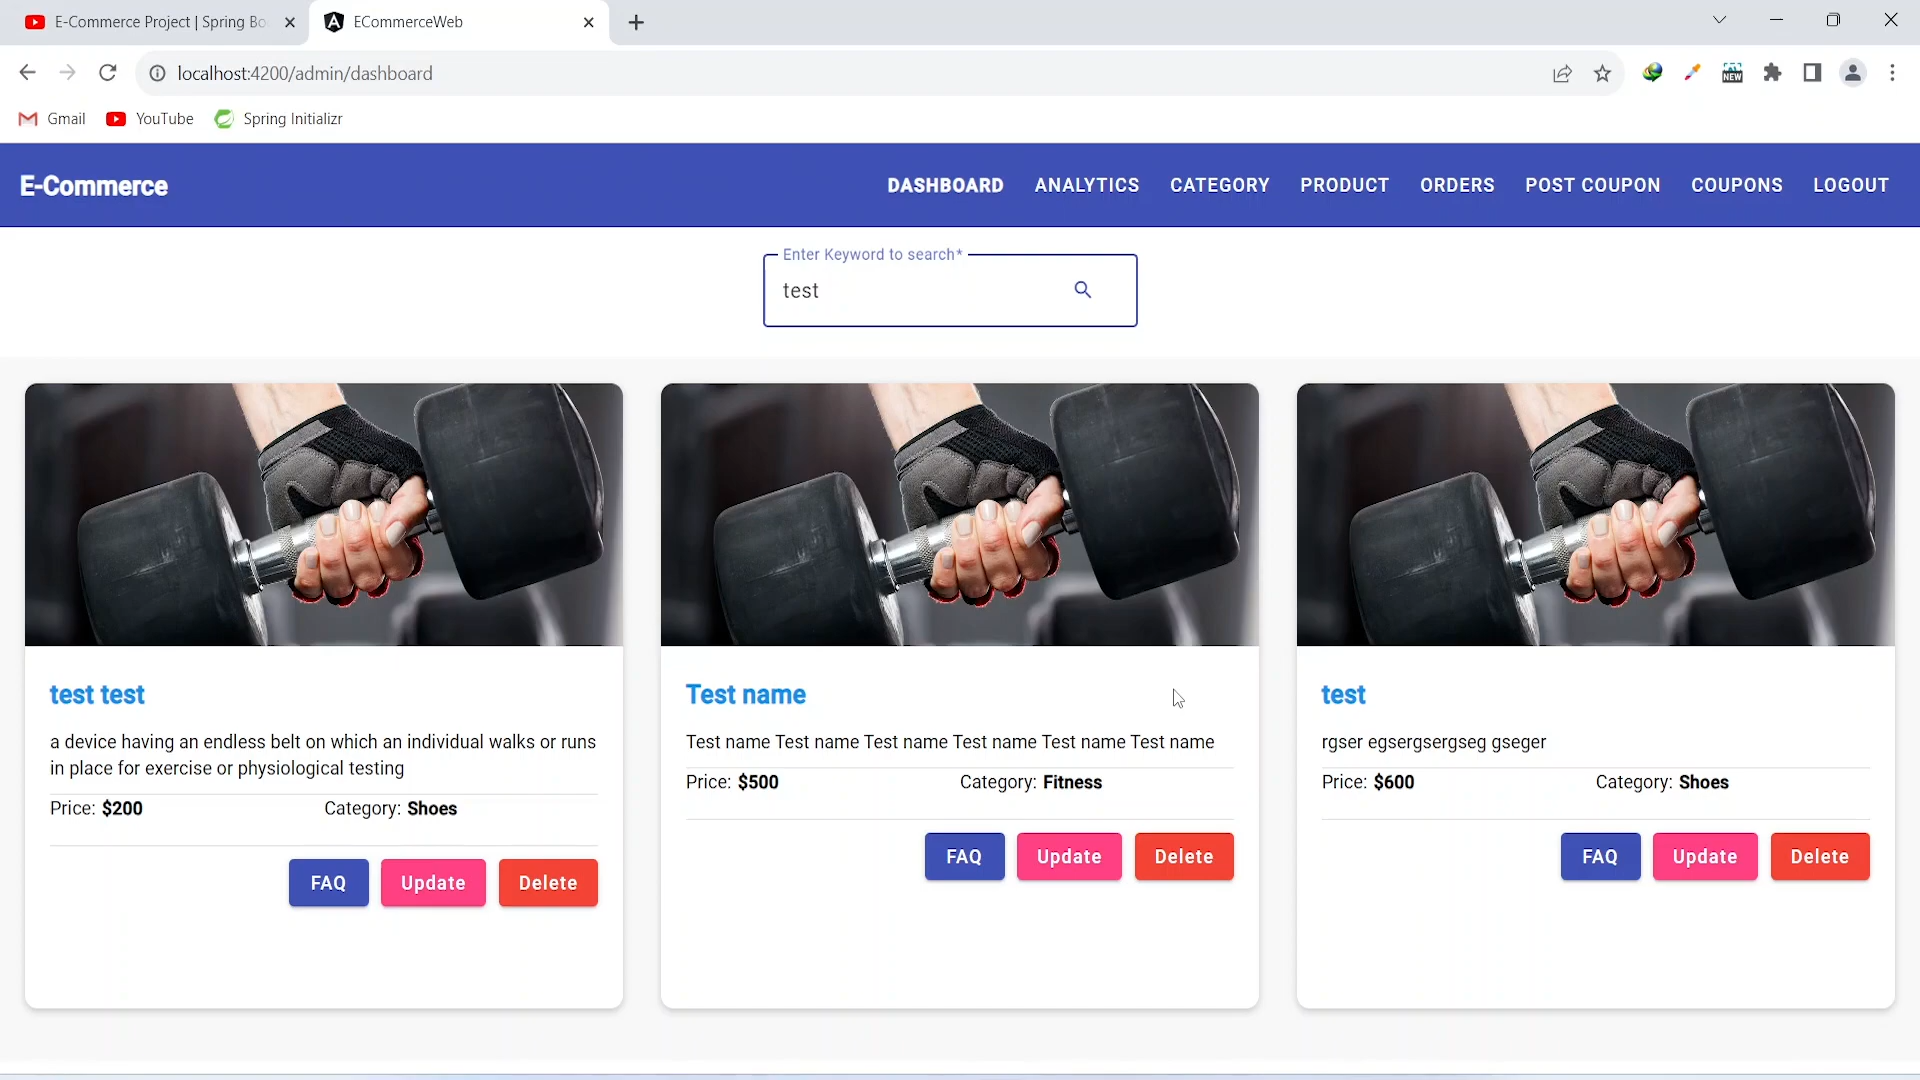 E-Commerce Project | Spring Bo
ECommerceWeb
localhost:4200/admin/dashboard
NEW
Gmail
YouTube
Spring Initializr
E-Commerce
DASHBOARD
ANALYTICS
CATEGORY
PRODUCT
ORDERS
POST COUPON
COUPONS
LOGOUT
Enter Keyword to search*
test
test test
a device having an endless belt on which an individual walks or runs
in place for exercise or physiological testing
Price: $200
Category: Shoes
FAQ
Update
Delete
Test name
Test name Test name Test name Test name Test name Test name
Price: $500
Category: Fitness
FAQ
Update
Delete
test
rgser egsergsergseg gseger
Price: $600
Category: Shoes
FAQ
Update
Delete